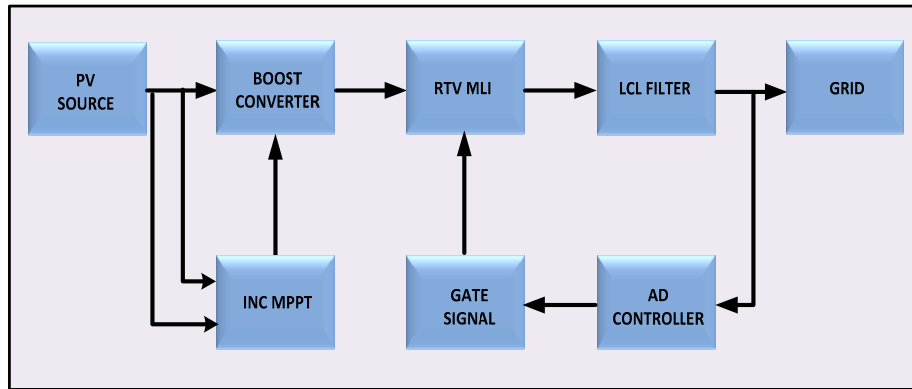 PV
SOURCE
BOOST
CONVERTER
RTV MLI
LCL FILTER
GRID
INC MPPT
GATE
SIGNAL
AD
CONTROLLER